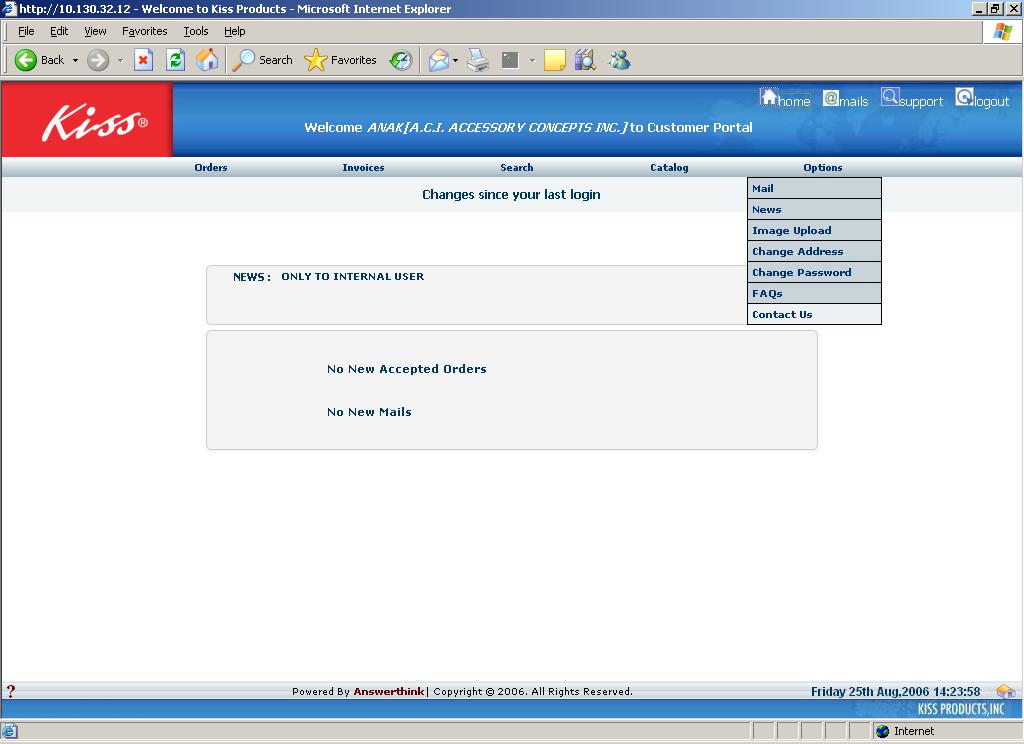 http://10.130.32.12 - Welcome to Kiss Products - Microsoft Internet Explorer
File Edit View Favorites Tools Help
Back Search Favorites
Kiss®
home @mails support logout
Welcome ANAK[A.C.I. ACCESSORY CONCEPTS INC.] to Customer Portal
Orders Invoices Search Catalog Options
Changes since your last login
Mail
News
Image Upload
Change Address
Change Password
FAQs
Contact Us
NEWS : ONLY TO INTERNAL USER
No New Accepted Orders
No New Mails
? Powered By Answerthink| Copyright © 2006. All Rights Reserved. Friday 25th Aug,2006 14:23:58
KISS PRODUCTS,INC
Internet